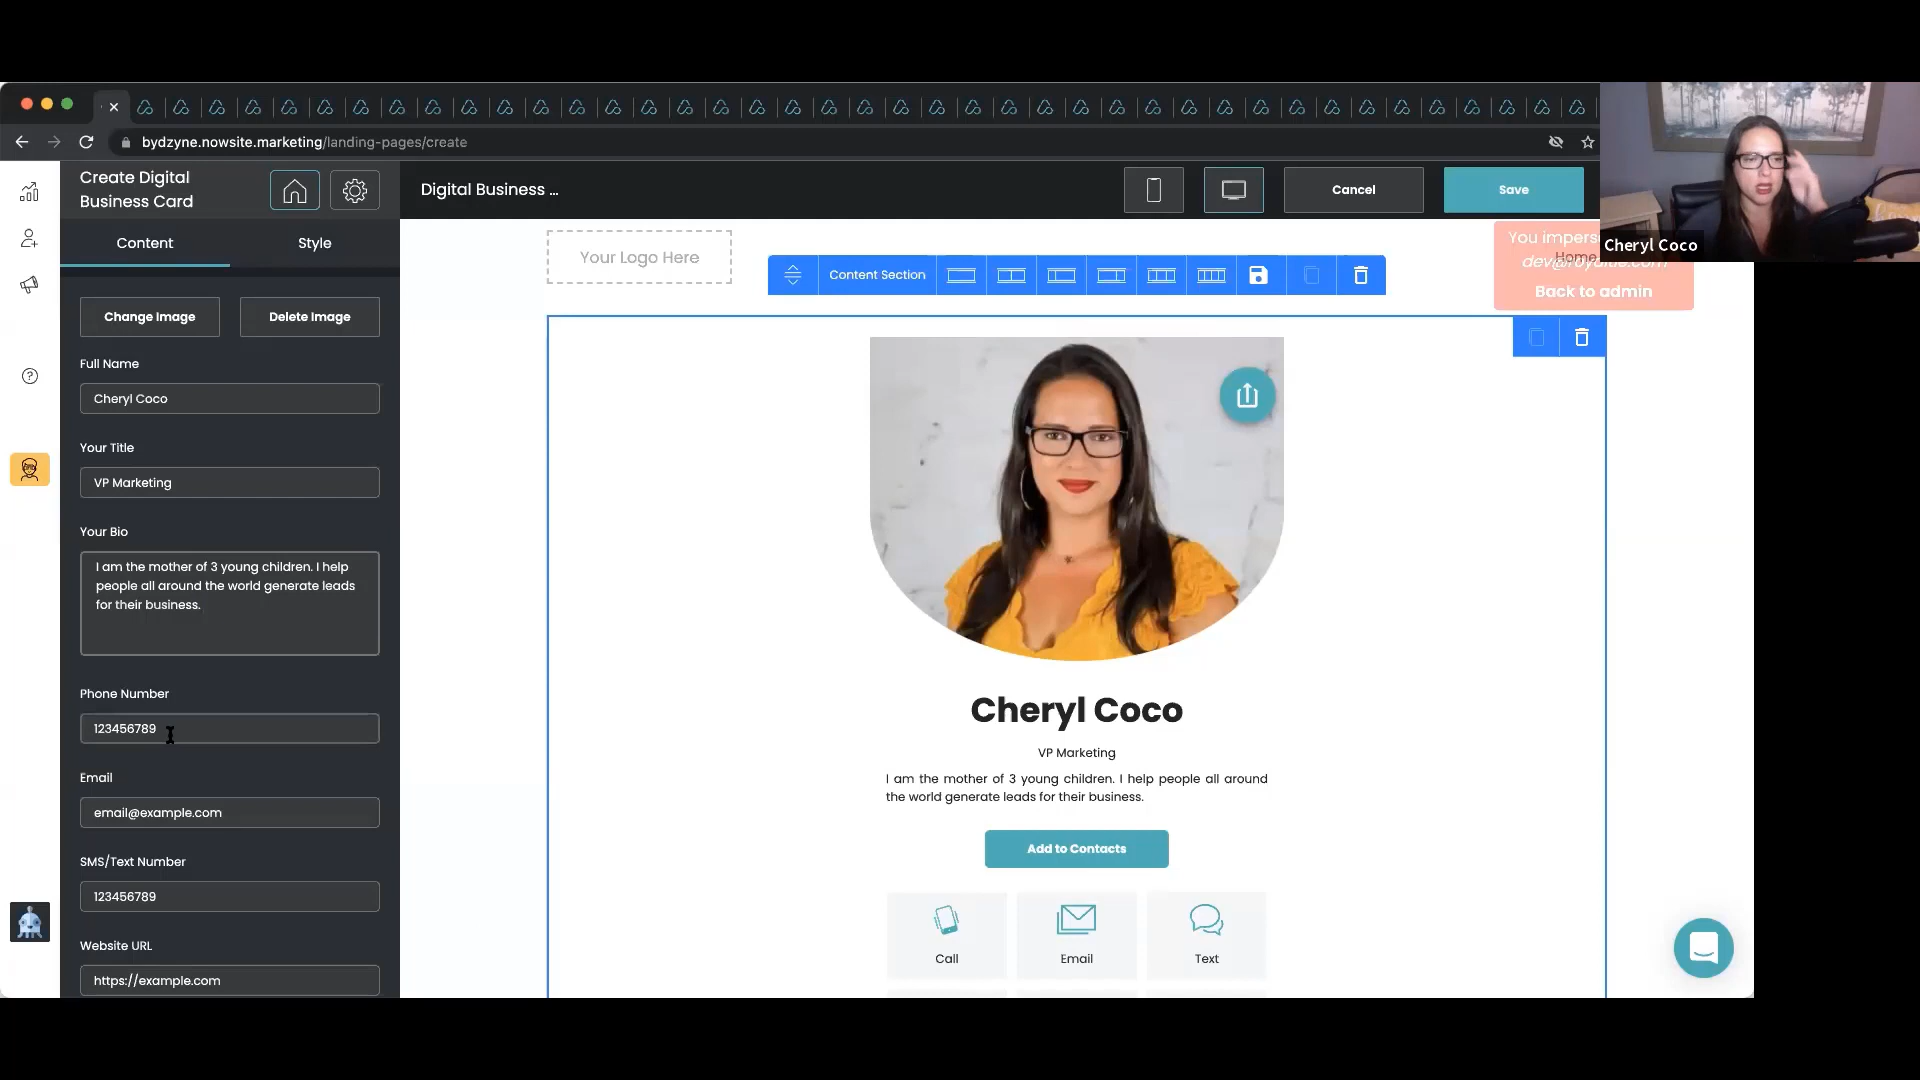 bydzyne.nowsite.marketing/landing-pages/create
Create Digital
Business Card
Digital Business ...
Cancel
Save
Cheryl Coco
Content
Style
Your Logo Here
Content Section
You impers
Home
Back to admin
Change Image
Delete Image
Full Name
Cheryl Coco
Your Title
VP Marketing
Your Bio
I am the mother of 3 young children. I help
people all around the world generate leads
for their business.
Phone Number
123456789
Email
email@example.com
SMS/Text Number
123456789
Website URL
https://example.com
Cheryl Coco
VP Marketing
I am the mother of 3 young children. I help people all around
the world generate leads for their business.
Add to Contacts
Call
Email
Text